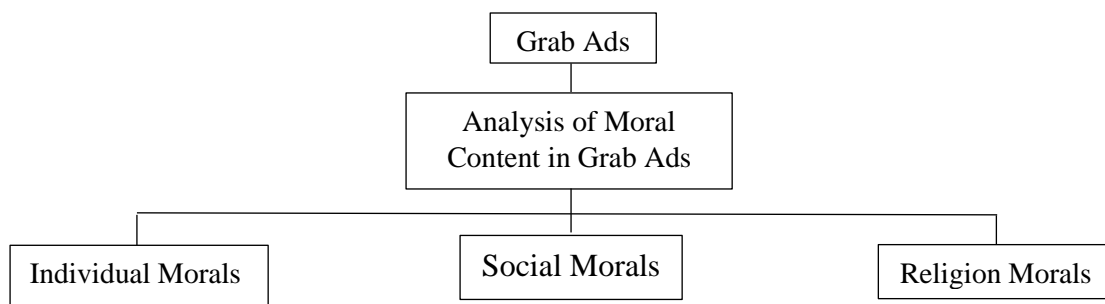 Grab Ads
Analysis of Moral
Content in Grab Ads
Individual Morals
Social Morals
Religion Morals